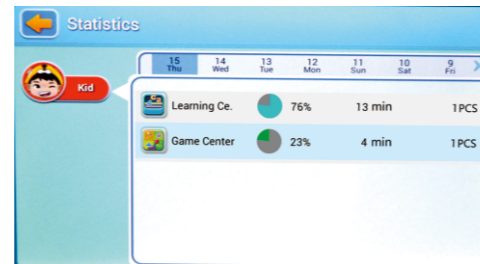 Statistics
15 14 13 12 11 10 9
Thu Wed Tue Mon Sun Sat Fri
Kid
Learning Ce. 76% 13 min 1PCS
Game Center 23% 4 min 1PCS